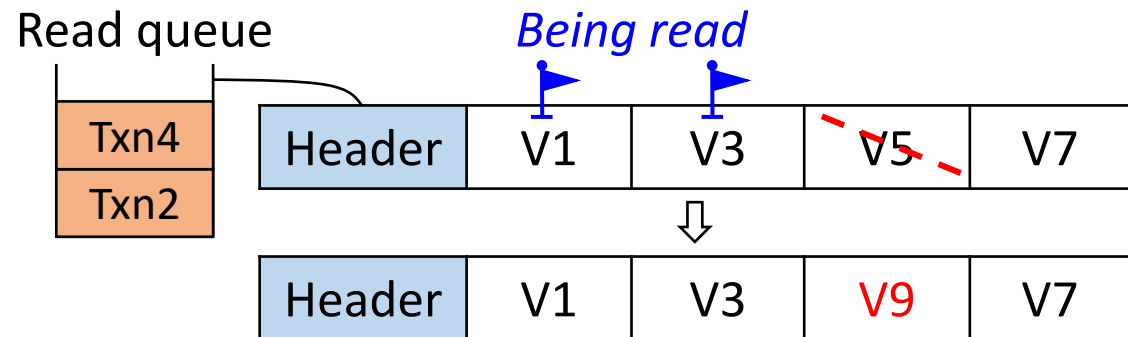 Read queue
Being read
Txn4
Txn2
Header V1 V3 V5 V7
Header V1 V3 V9 V7